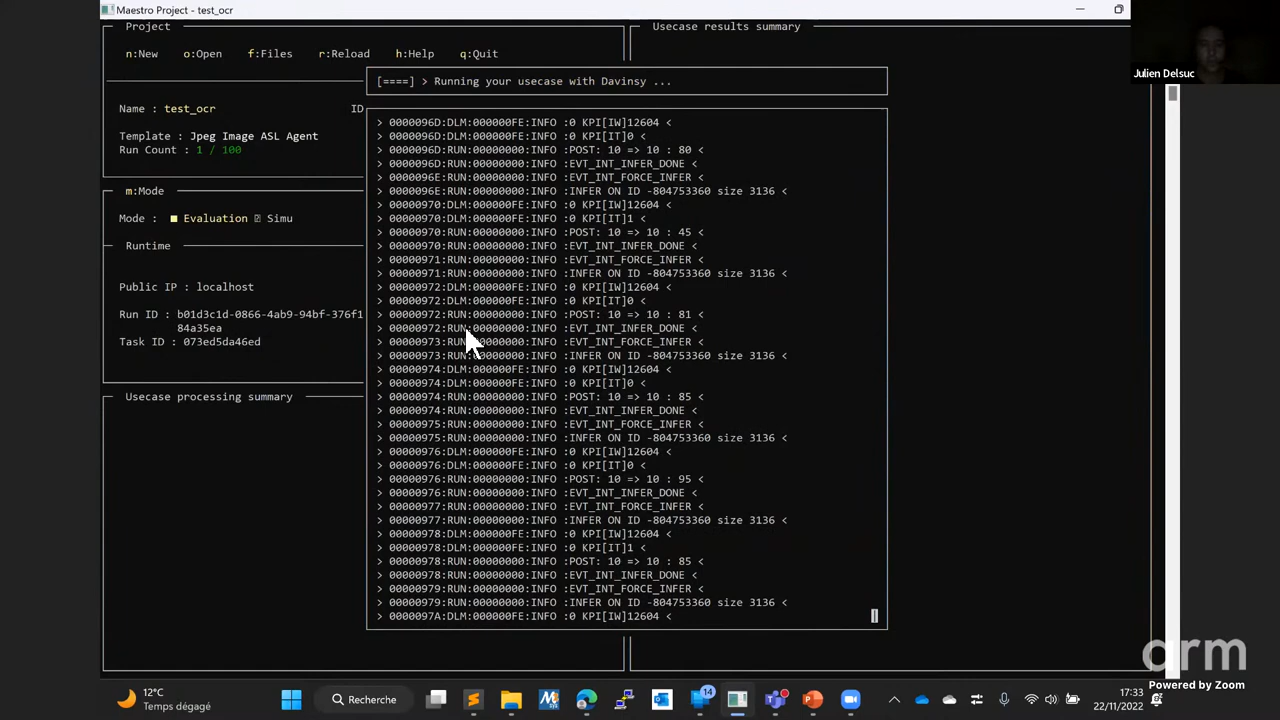 Maestro Project - test_ocr
Julien Delsuc
Project
n:New o:Open f:Files r:Reload h:Help q:Quit
Name : test_ocr ID
Template : Jpeg Image ASL Agent
Run Count : 1 / 100
m:Mode
Mode : Evaluation Simu
Runtime
Public IP : localhost
Run ID : b01d3c1d-0866-4ab9-94bf-376f1
84a35ea
Task ID : 073ed5da46ed
Usecase processing summary
Usecase results summary
[====] > Running your usecase with Davinsy ...
> 0000096D:DLM:000000FE:INFO :0 KPI[IW]12604 <
> 0000096D:DLM:000000FE:INFO :0 KPI[IT]0 <
> 0000096D:RUN:00000000:INFO :POST: 10 => 10 : 80 <
> 0000096D:RUN:00000000:INFO :EVT_INT_INFER_DONE <
> 0000096E:RUN:00000000:INFO :EVT_INT_FORCE_INFER <
> 0000096E:RUN:00000000:INFO :INFER ON ID -804753360 size 3136 <
> 00000970:DLM:000000FE:INFO :0 KPI[IW]12604 <
> 00000970:DLM:000000FE:INFO :0 KPI[IT]1 <
> 00000970:RUN:00000000:INFO :POST: 10 => 10 : 45 <
> 00000970:RUN:00000000:INFO :EVT_INT_INFER_DONE <
> 00000971:RUN:00000000:INFO :EVT_INT_FORCE_INFER <
> 00000971:RUN:00000000:INFO :INFER ON ID -804753360 size 3136 <
> 00000972:DLM:000000FE:INFO :0 KPI[IW]12604 <
> 00000972:DLM:000000FE:INFO :0 KPI[IT]0 <
> 00000972:RUN:00000000:INFO :POST: 10 => 10 : 81 <
> 00000972:RUN:00000000:INFO :EVT_INT_INFER_DONE <
> 00000973:RUN:00000000:INFO :EVT_INT_FORCE_INFER <
> 00000973:RUN:00000000:INFO :INFER ON ID -804753360 size 3136 <
> 00000974:DLM:000000FE:INFO :0 KPI[IW]12604 <
> 00000974:DLM:000000FE:INFO :0 KPI[IT]0 <
> 00000974:RUN:00000000:INFO :POST: 10 => 10 : 85 <
> 00000974:RUN:00000000:INFO :EVT_INT_INFER_DONE <
> 00000975:RUN:00000000:INFO :EVT_INT_FORCE_INFER <
> 00000975:RUN:00000000:INFO :INFER ON ID -804753360 size 3136 <
> 00000976:DLM:000000FE:INFO :0 KPI[IW]12604 <
> 00000976:DLM:000000FE:INFO :0 KPI[IT]0 <
> 00000976:RUN:00000000:INFO :POST: 10 => 10 : 95 <
> 00000976:RUN:00000000:INFO :EVT_INT_INFER_DONE <
> 00000977:RUN:00000000:INFO :EVT_INT_FORCE_INFER <
> 00000977:RUN:00000000:INFO :INFER ON ID -804753360 size 3136 <
> 00000978:DLM:000000FE:INFO :0 KPI[IW]12604 <
> 00000978:DLM:000000FE:INFO :0 KPI[IT]1 <
> 00000978:RUN:00000000:INFO :POST: 10 => 10 : 85 <
> 00000978:RUN:00000000:INFO :EVT_INT_INFER_DONE <
> 00000979:RUN:00000000:INFO :EVT_INT_FORCE_INFER <
> 00000979:RUN:00000000:INFO :INFER ON ID -804753360 size 3136 <
> 0000097A:DLM:000000FE:INFO :0 KPI[IW]12604 <
arm
Powered by Zoom
12°C
Temps dégagé
Recherche
14
17:33
22/11/2022